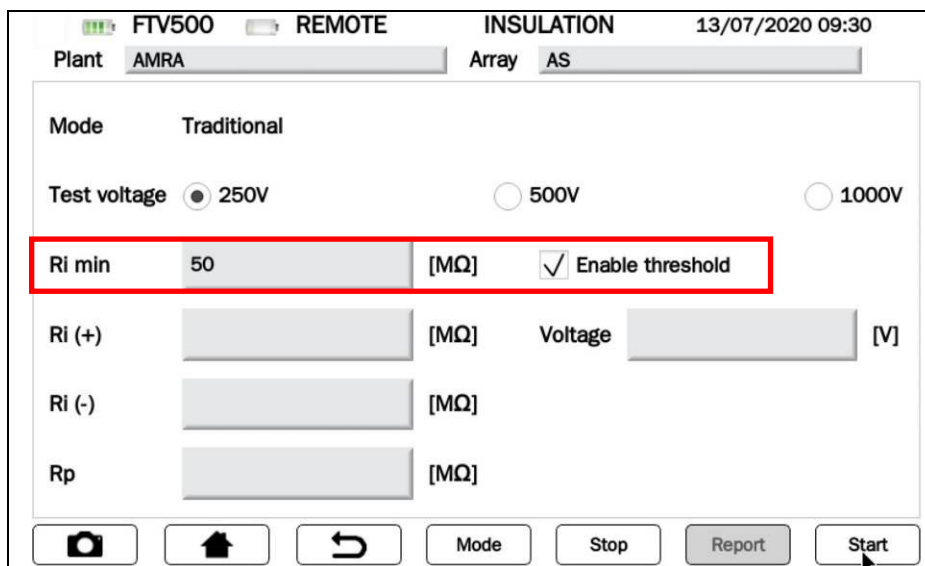 FTV500 REMOTE INSULATION 13/07/2020 09:30
Plant AMRA Array AS
Mode Traditional
Test voltage 250V 500V 1000V
Ri min 50 [MΩ] Enable threshold
Ri (+) [MΩ] Voltage [V]
Ri (-) [MΩ]
Rp [MΩ]
Mode Stop Report Start